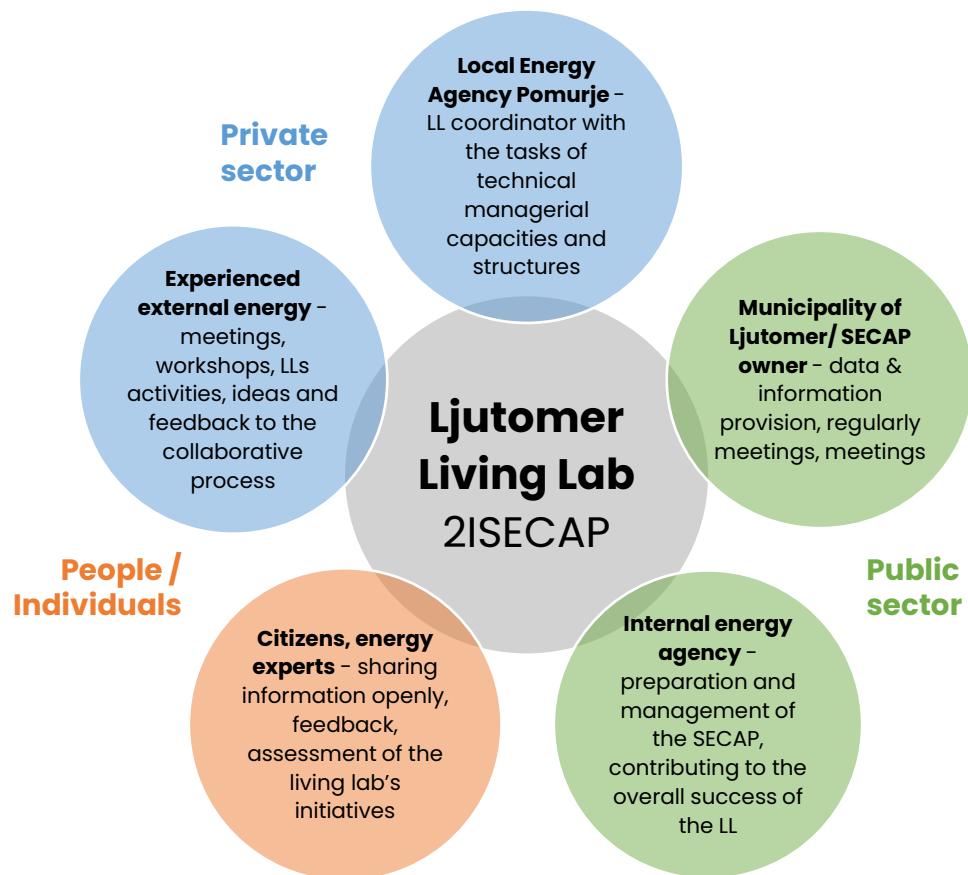 Local Energy
Agency Pomurje –
LL coordinator with
the tasks of
technical
managerial
capacities and
structures
Private
sector
Experienced
external energy –
meetings,
workshops, LLs
activities, ideas and
feedback to the
collaborative
process
Municipality of
Ljutomer/ SECAP
owner – data &
information
provision, regularly
meetings, meetings
Ljutomer
Living Lab
2ISECAP
People /
Individuals
Public
sector
Citizens, energy
experts – sharing
information openly,
feedback,
assessment of the
living lab's
initiatives
Internal energy
agency –
preparation and
management of
the SECAP,
contributing to the
overall success of
the LL